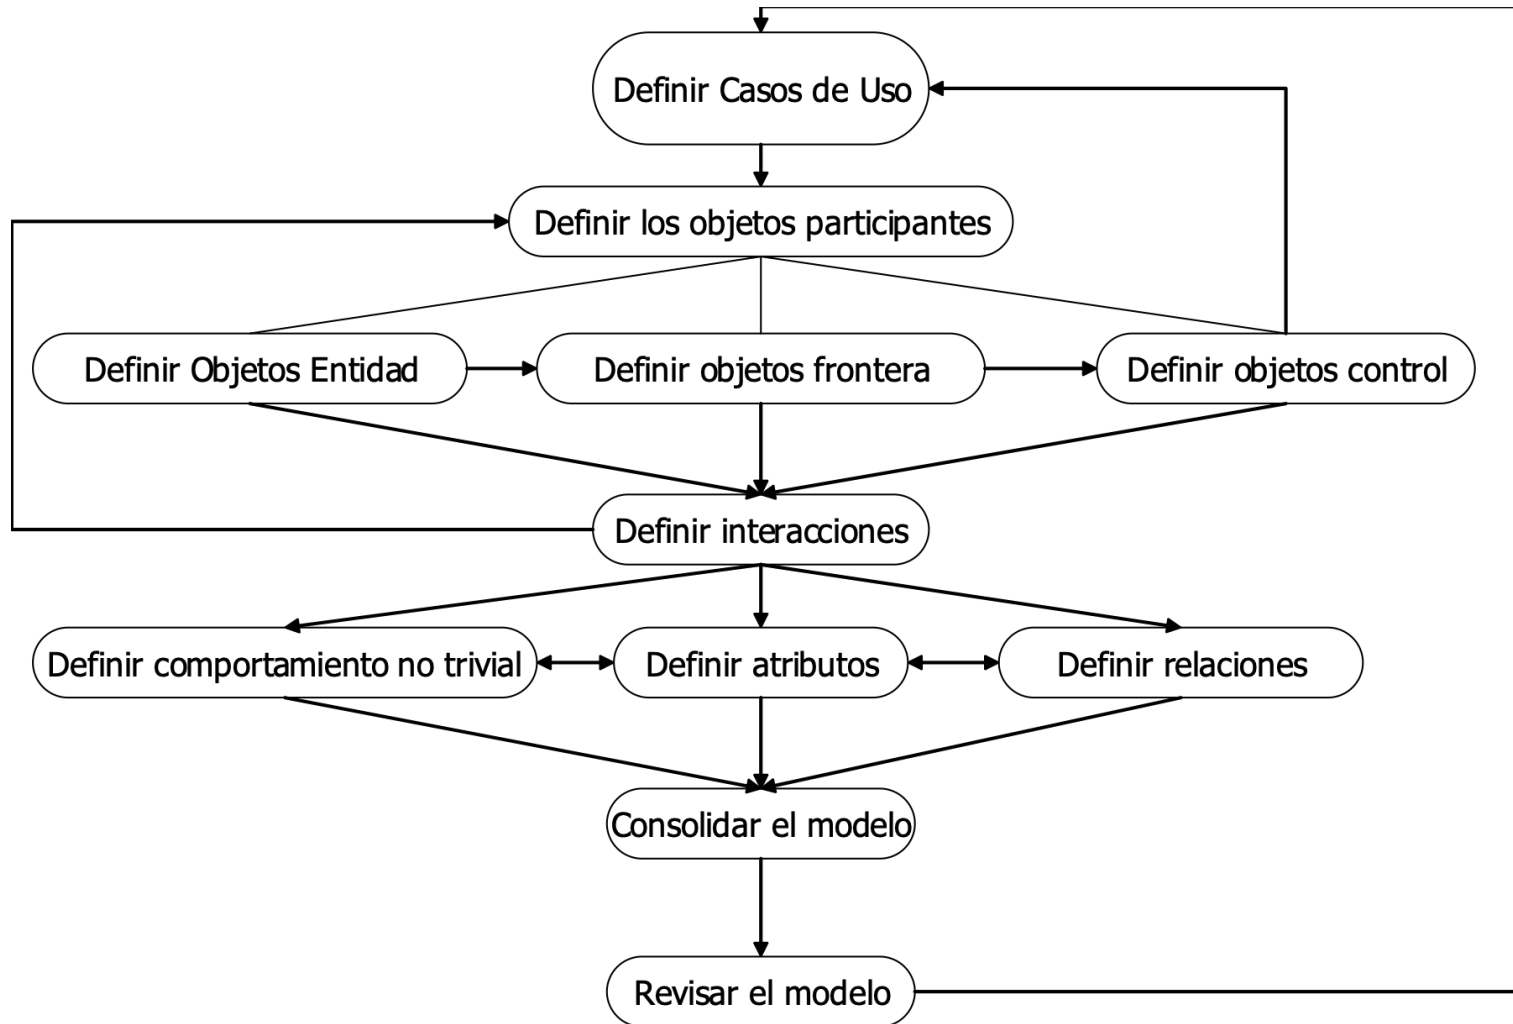 Definir Casos de Uso
Definir los objetos participantes
Definir Objetos Entidad
Definir objetos frontera
Definir objetos control
Definir interacciones
Definir comportamiento no trivial
Definir atributos
Definir relaciones
Consolidar el modelo
Revisar el modelo